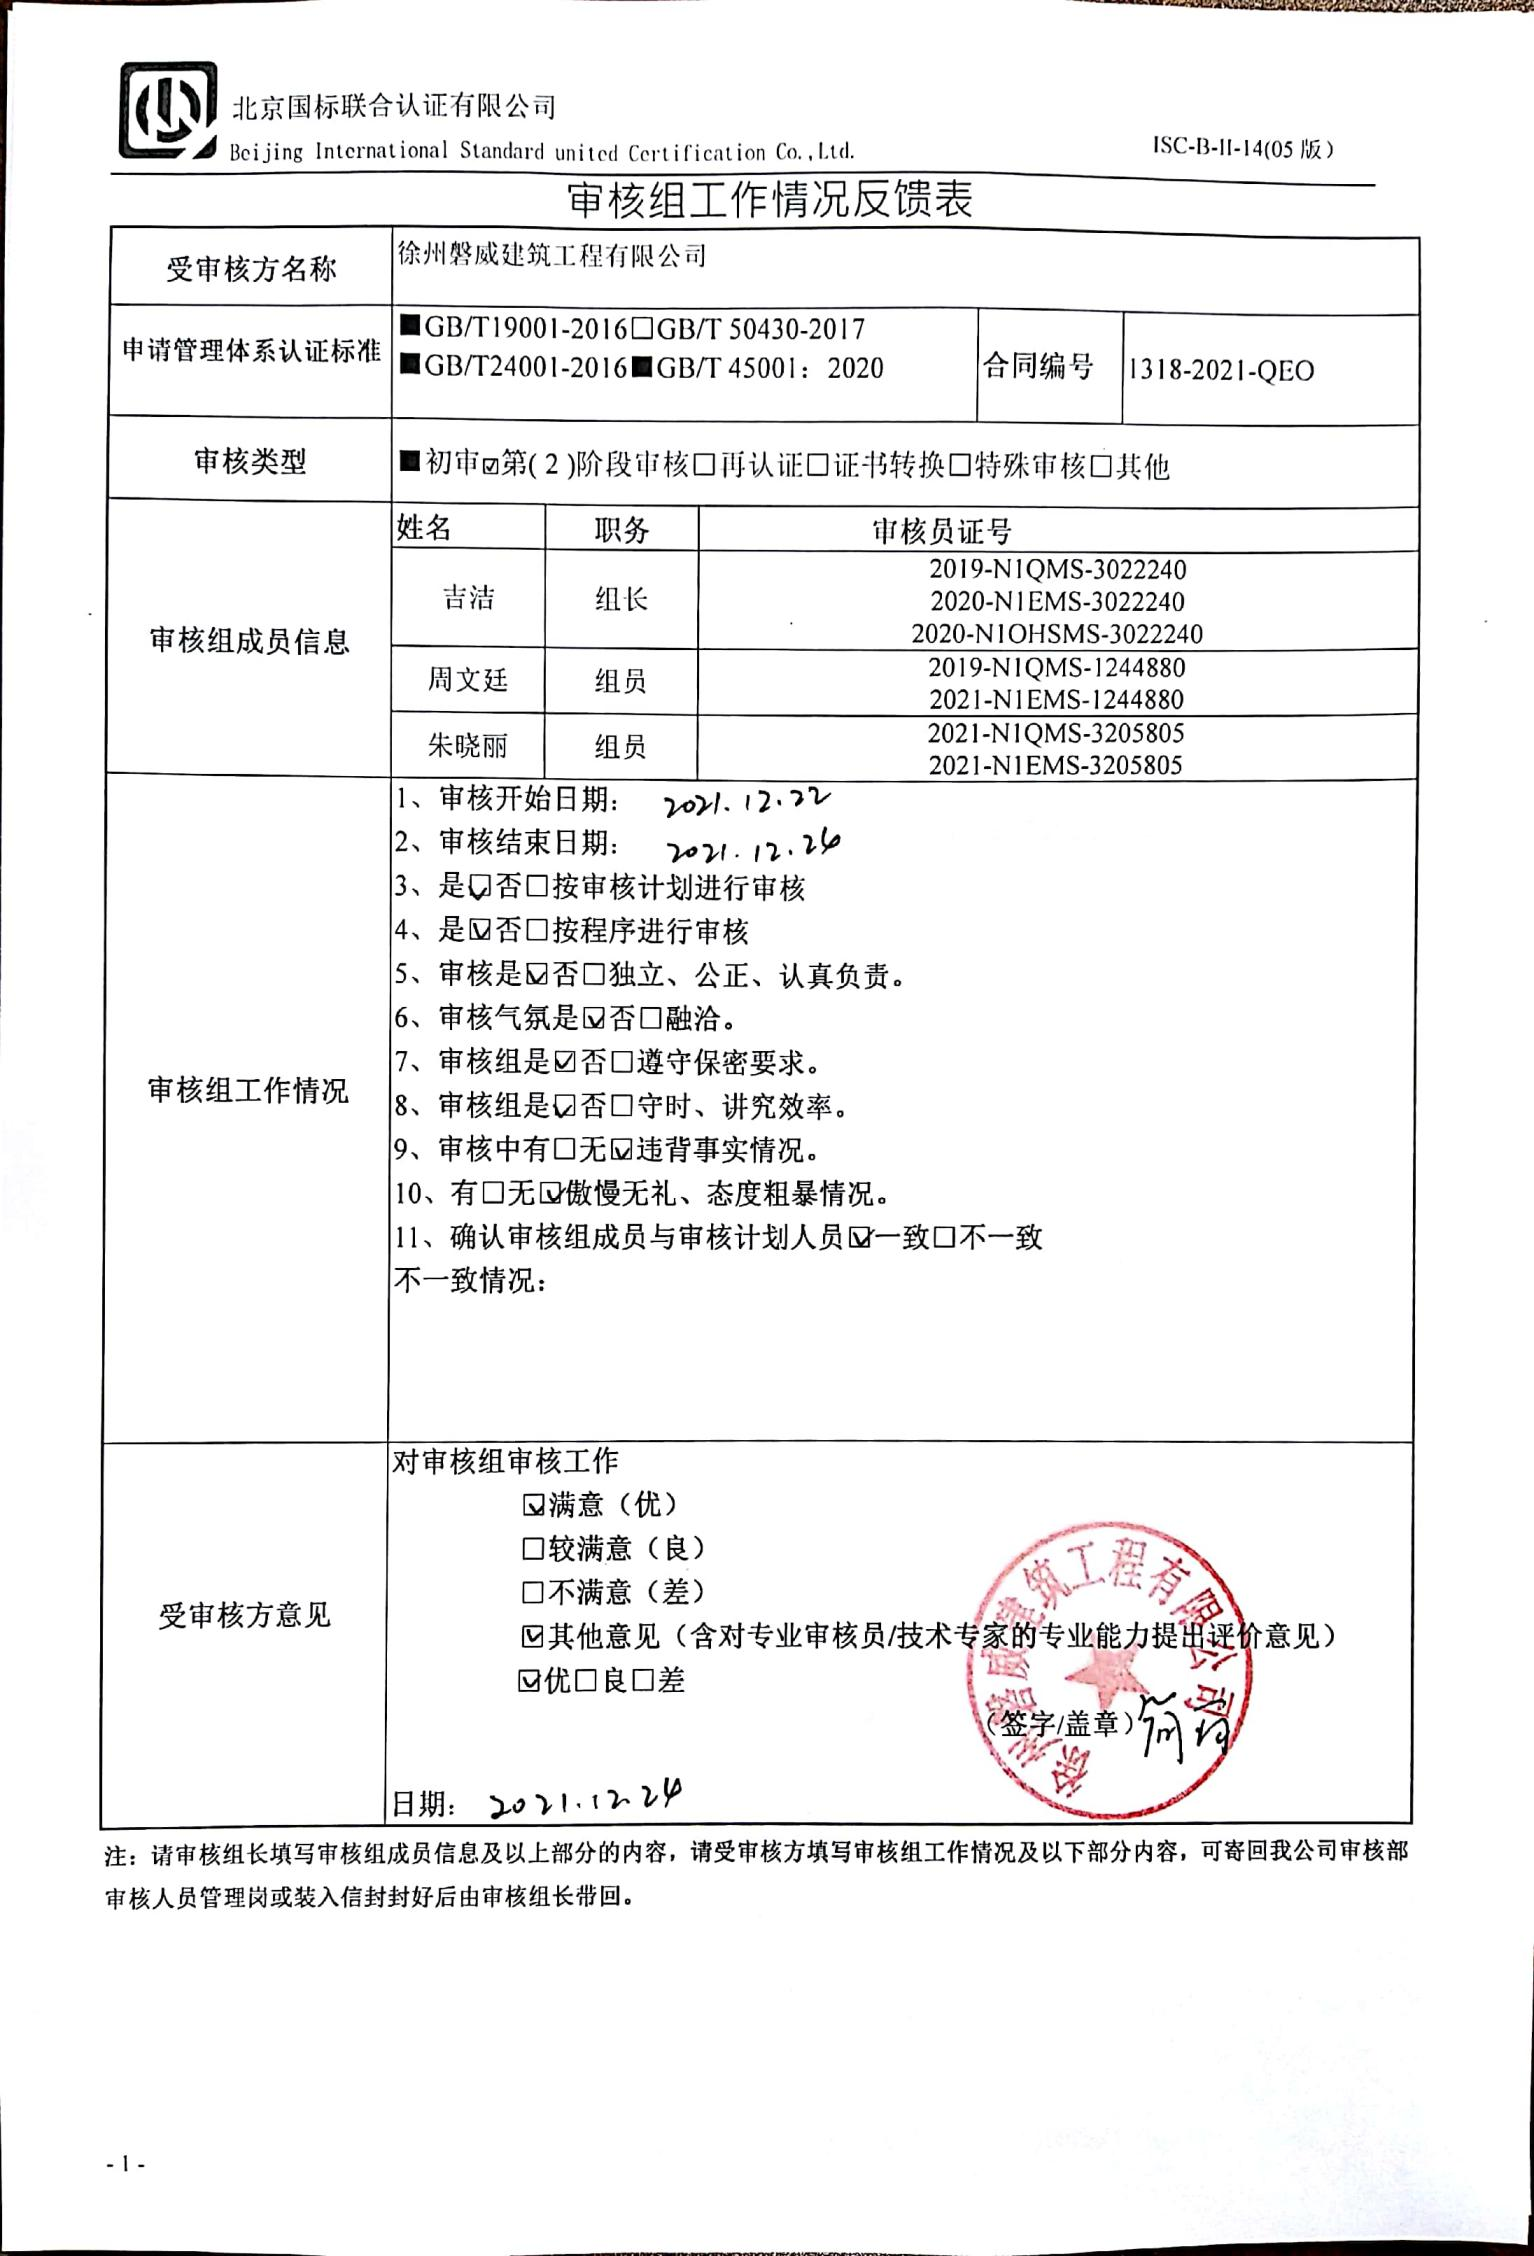 北京国标联合认证有限公司
Beijing International Standard united Certification Co.,Ltd.
ISC-B-II-14(05 版)
审核组工作情况反馈表
受审核方名称
徐州磐威建筑工程有限公司
申请管理体系认证标准
■GB/T19001-2016□GB/T 50430-2017
■GB/T24001-2016■GB/T 45001：2020
合同编号
1318-2021-QEO
审核类型
■初审☑第( 2 )阶段审核□再认证□证书转换□特殊审核□其他
审核组成员信息
姓名 职务 审核员证号
吉洁 组长
2019-N1QMS-3022240
2020-N1EMS-3022240
2020-N1OHSMS-3022240
周文廷 组员
2019-N1QMS-1244880
2021-N1EMS-1244880
朱晓丽 组员
2021-N1QMS-3205805
2021-N1EMS-3205805
审核组工作情况
1、审核开始日期： 2021.12.22
2、审核结束日期： 2021.12.24
3、是☑否□按审核计划进行审核
4、是☑否□按程序进行审核
5、审核是☑否□独立、公正、认真负责。
6、审核气氛是☑否□融洽。
7、审核组是☑否□遵守保密要求。
8、审核组是☑否□守时、讲究效率。
9、审核中有□无☑违背事实情况。
10、有□无☑傲慢无礼、态度粗暴情况。
11、确认审核组成员与审核计划人员☑一致□不一致
不一致情况：
受审核方意见
对审核组审核工作
☑满意（优）
□较满意（良）
□不满意（差）
☑其他意见（含对专业审核员/技术专家的专业能力提出评价意见）
☑优□良□差
（签字/盖章）
徐州磐威建筑工程有限公司
日期： 2021.12.24
注：请审核组长填写审核组成员信息及以上部分的内容，请受审核方填写审核组工作情况及以下部分内容，可寄回我公司审核部
审核人员管理岗或装入信封封好后由审核组长带回。
- 1 -